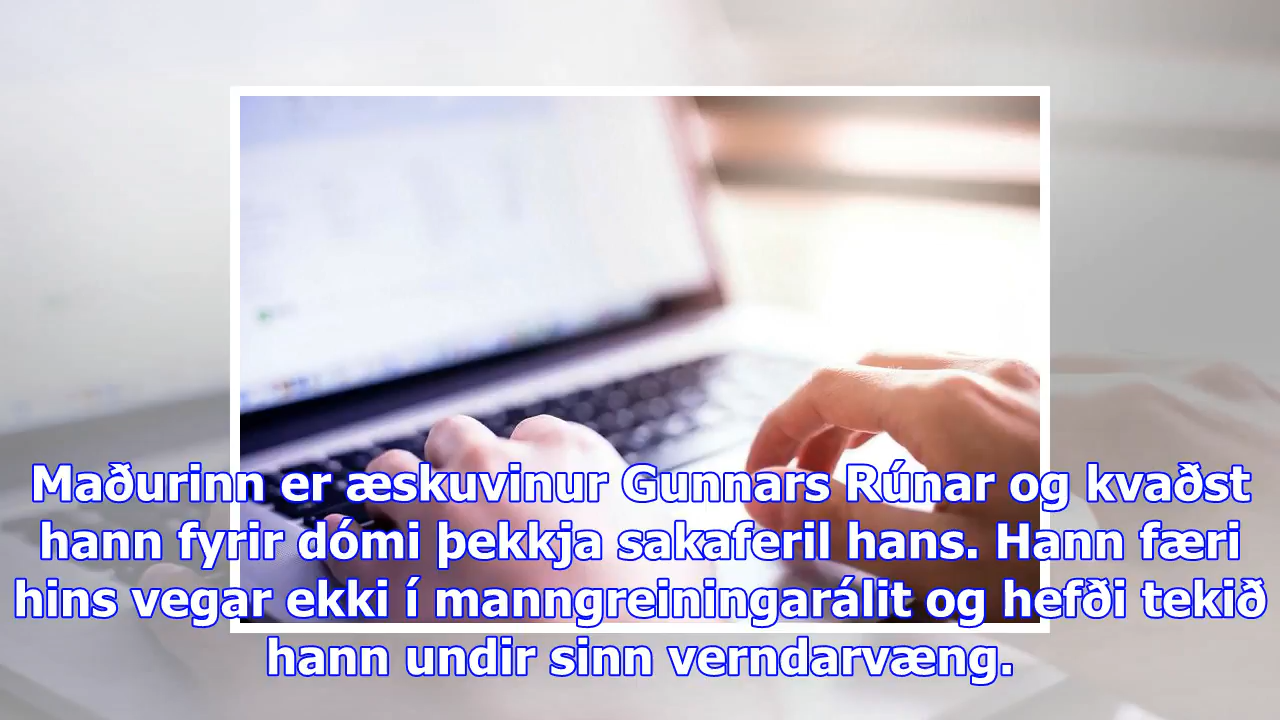 Maðurinn er æskuvinur Gunnars Rúnar og kvaðst
hann fyrir dómi þekkja sakaferil hans. Hann færi
hins vegar ekki í manngreiningarálit og hefði tekið
hann undir sinn verndarvæng.